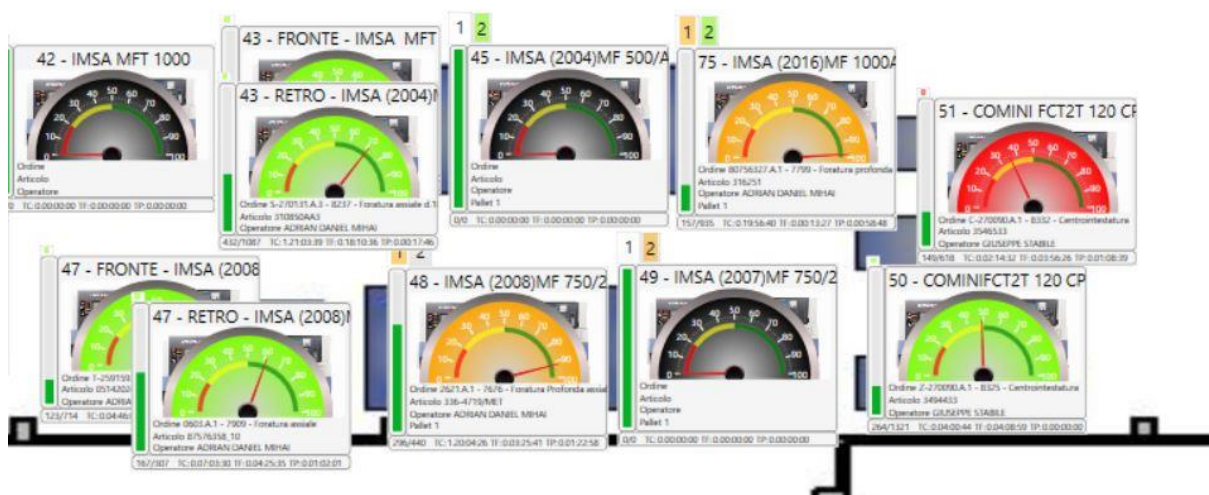 42 - IMSA MFT 1000
Ordine
Articolo
Operatore
TC:0.00:00:00 TF:0.00:00:00 TP:0.00:00:00
43 - FRONTE - IMSA MFT
43 - RETRO - IMSA (2004)
Ordine S-270131.A.3 - 8237 - Foratura assiale d.1
Articolo 310850AA3
Operatore ADRIAN DANIEL MIHAI
432/1087 TC:1.21:03:39 TF:0.18:10:36 TP:0.00:17:46
1 2
45 - IMSA (2004)MF 500/A
Ordine
Articolo
Operatore
Pallet 1
0/0 TC:0.00:00:00 TF:0.00:00:00 TP:0.00:00:00
1 2
75 - IMSA (2016)MF 1000A
Ordine 80756327.A.1 - 7799 - Foratura profonda
Articolo 316251
Operatore ADRIAN DANIEL MIHAI
Pallet 1
157/935 TC:0.19:56:40 TF:0.00:13:27 TP:0.00:58:48
51 - COMINI FCT2T 120 CP
Ordine C-270090.A.1 - 8332 - Centrointestatura
Articolo 3546533
Operatore GIUSEPPE STABILE
149/618 TC:0.02:14:32 TF:0.03:56:26 TP:0.01:08:39
47 - FRONTE - IMSA (2008
Ordine T-259159
Articolo 0514202
Operatore ADRIA
123/714 TC:0.04:46:
47 - RETRO - IMSA (2008)
Ordine 0603.A.1 - 7909 - Foratura assiale
Articolo 87576358_10
Operatore ADRIAN DANIEL MIHAI
167/307 TC:0.07:03:30 TF:0.04:25:35 TP:0.01:02:01
1 2
48 - IMSA (2008)MF 750/2
Ordine 2621.A.1 - 7676 - Foratura Profonda assia
Articolo 336-4719/MET
Operatore ADRIAN DANIEL MIHAI
Pallet 1
296/440 TC:1.20:04:26 TF:0.03:25:41 TP:0.01:22:58
1 2
49 - IMSA (2007)MF 750/2
Ordine
Articolo
Operatore
Pallet 1
0/0 TC:0.00:00:00 TF:0.00:00:00 TP:0.00:00:00
50 - COMINIFCT2T 120 CP
Ordine Z-270090.A.1 - 8325 - Centrointestatura
Articolo 3494433
Operatore GIUSEPPE STABILE
264/1321 TC:0.04:00:44 TF:0.04:08:59 TP:0.00:00:00